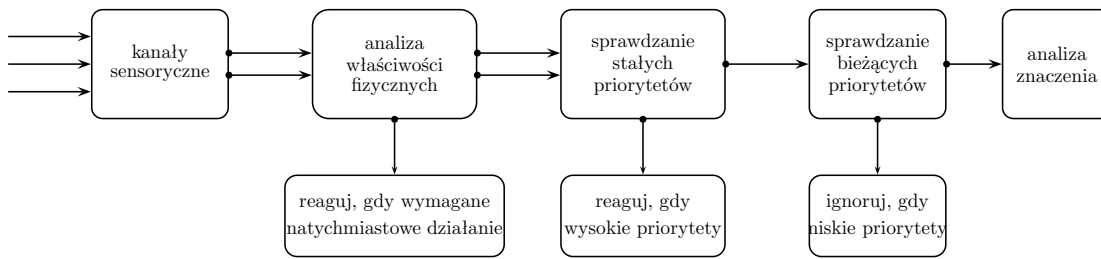 kanały
sensoryczne
analiza
właściwości
fizycznych
sprawdzanie
stałych
priorytetów
sprawdzanie
bieżących
priorytetów
analiza
znaczenia
reaguj, gdy wymagane
natychmiastowe działanie
reaguj, gdy
wysokie priorytety
ignoruj, gdy
niskie priorytety